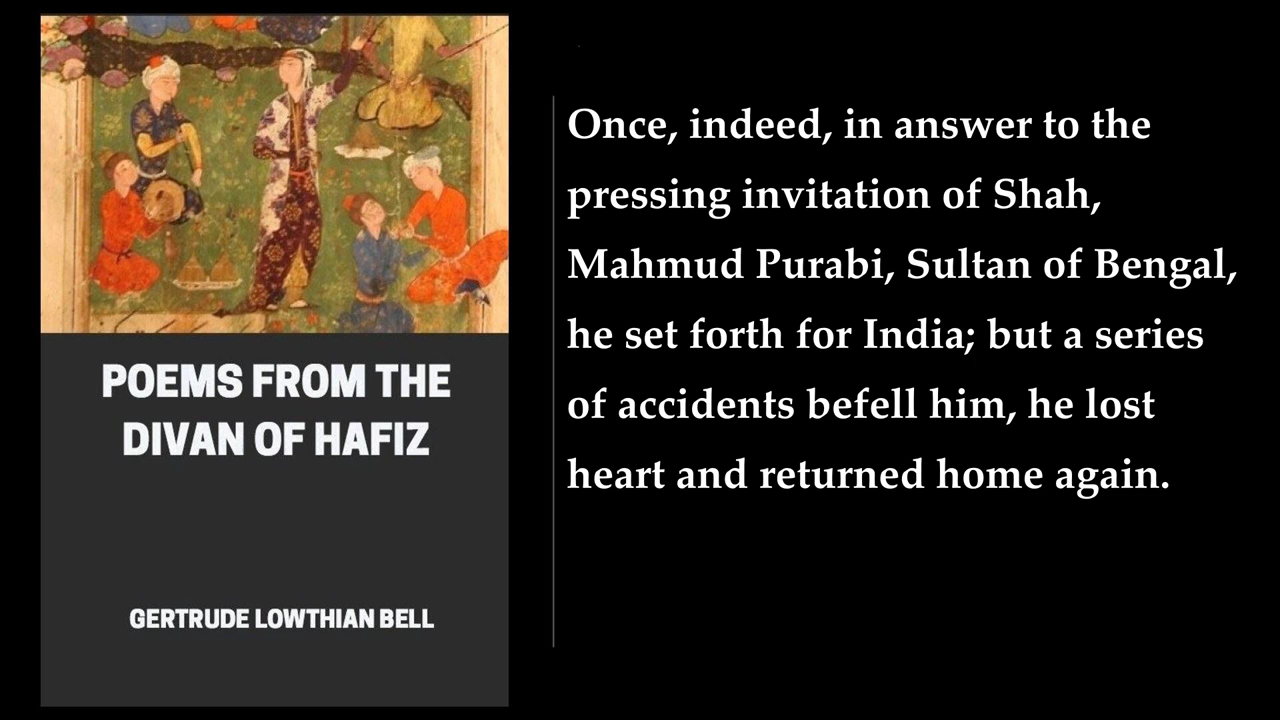 POEMS FROM THE
DIVAN OF HAFIZ
GERTRUDE LOWTHIAN BELL
Once, indeed, in answer to the
pressing invitation of Shah,
Mahmud Purabi, Sultan of Bengal,
he set forth for India; but a series
of accidents befell him, he lost
heart and returned home again.